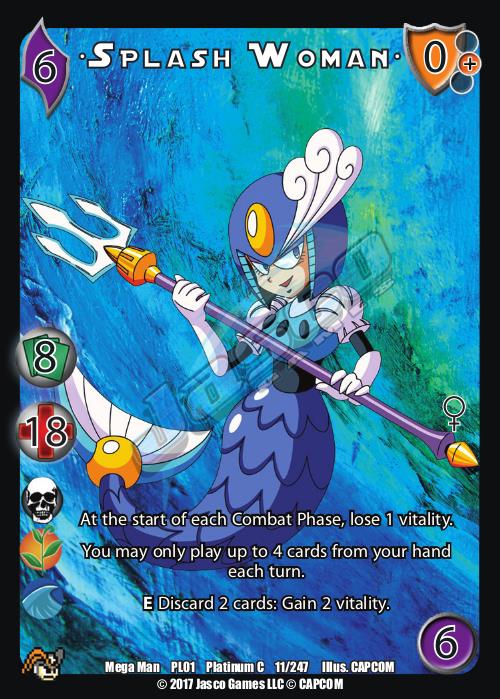 6
·SPLASH WOMAN·
0
+
8
18
At the start of each Combat Phase, lose 1 vitality.
You may only play up to 4 cards from your hand
each turn.
E Discard 2 cards: Gain 2 vitality.
6
Mega Man PL01 Platinum C 11/247 Illus. CAPCOM
© 2017 Jasco Games LLC © CAPCOM